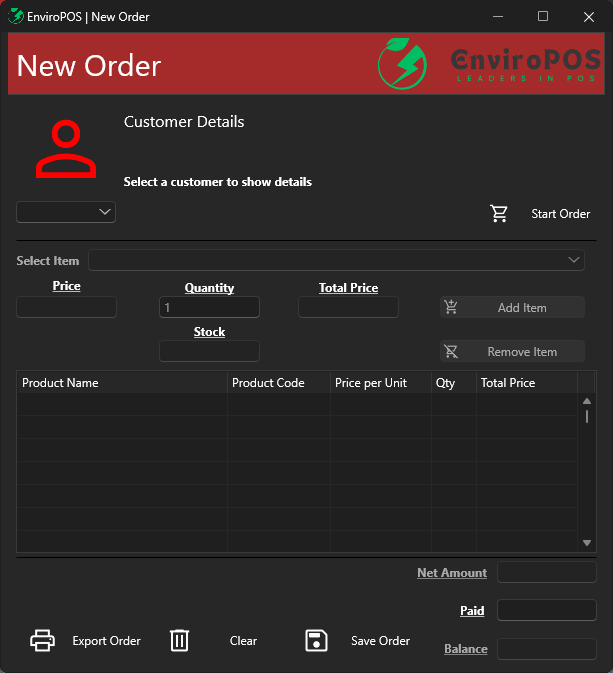 EnviroPOS | New Order
New Order
EnviroPOS
LEADERS IN POS
Customer Details
Select a customer to show details
Start Order
Select Item
Price
Quantity
Total Price
1
Add Item
Stock
Remove Item
Product Name Product Code Price per Unit Qty Total Price
Net Amount
Paid
Export Order Clear Save Order
Balance